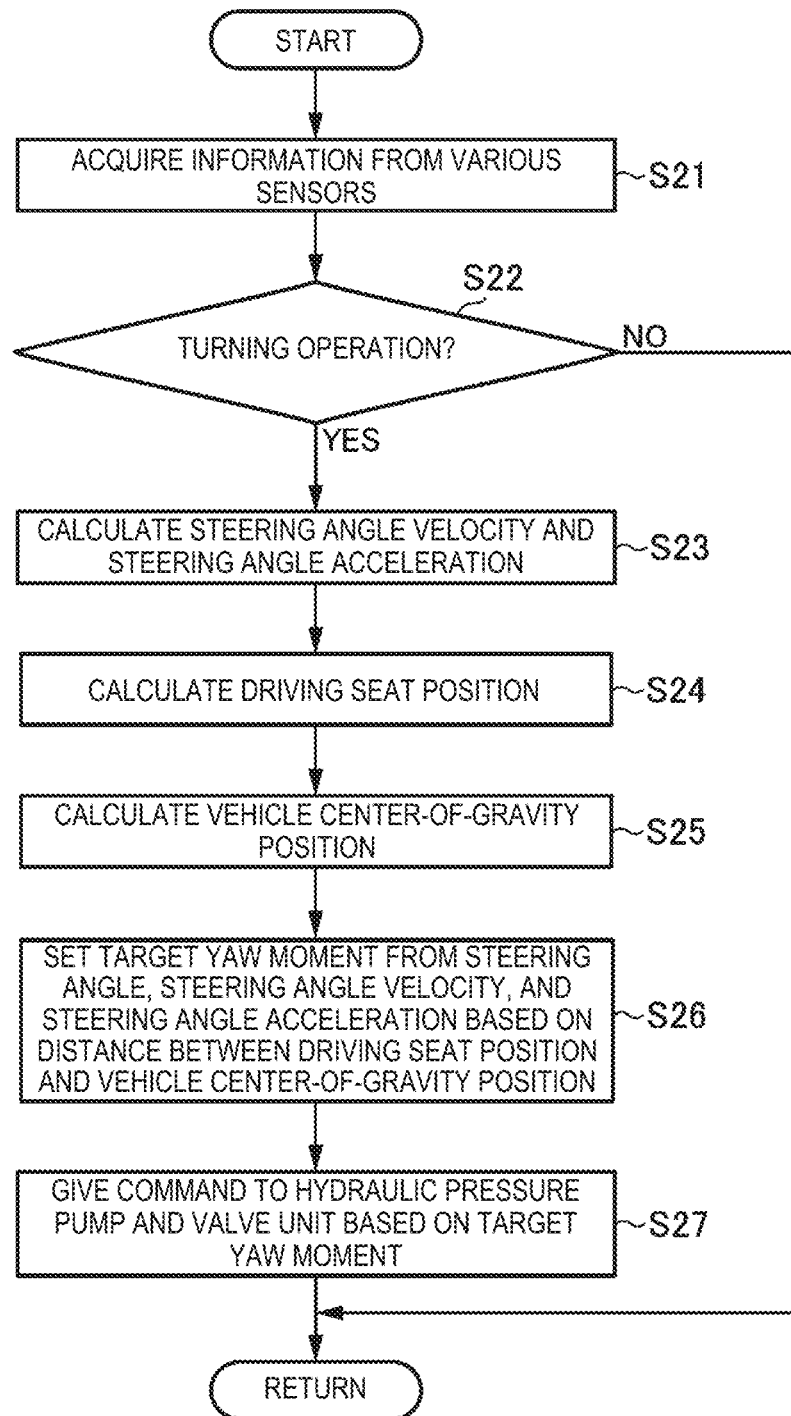 START
ACQUIRE INFORMATION FROM VARIOUS
SENSORS
S21
S22
TURNING OPERATION?
NO
YES
CALCULATE STEERING ANGLE VELOCITY AND
STEERING ANGLE ACCELERATION
S23
CALCULATE DRIVING SEAT POSITION
S24
CALCULATE VEHICLE CENTER-OF-GRAVITY
POSITION
S25
SET TARGET YAW MOMENT FROM STEERING
ANGLE, STEERING ANGLE VELOCITY, AND
STEERING ANGLE ACCELERATION BASED ON
DISTANCE BETWEEN DRIVING SEAT POSITION
AND VEHICLE CENTER-OF-GRAVITY POSITION
S26
GIVE COMMAND TO HYDRAULIC PRESSURE
PUMP AND VALVE UNIT BASED ON TARGET
YAW MOMENT
S27
RETURN